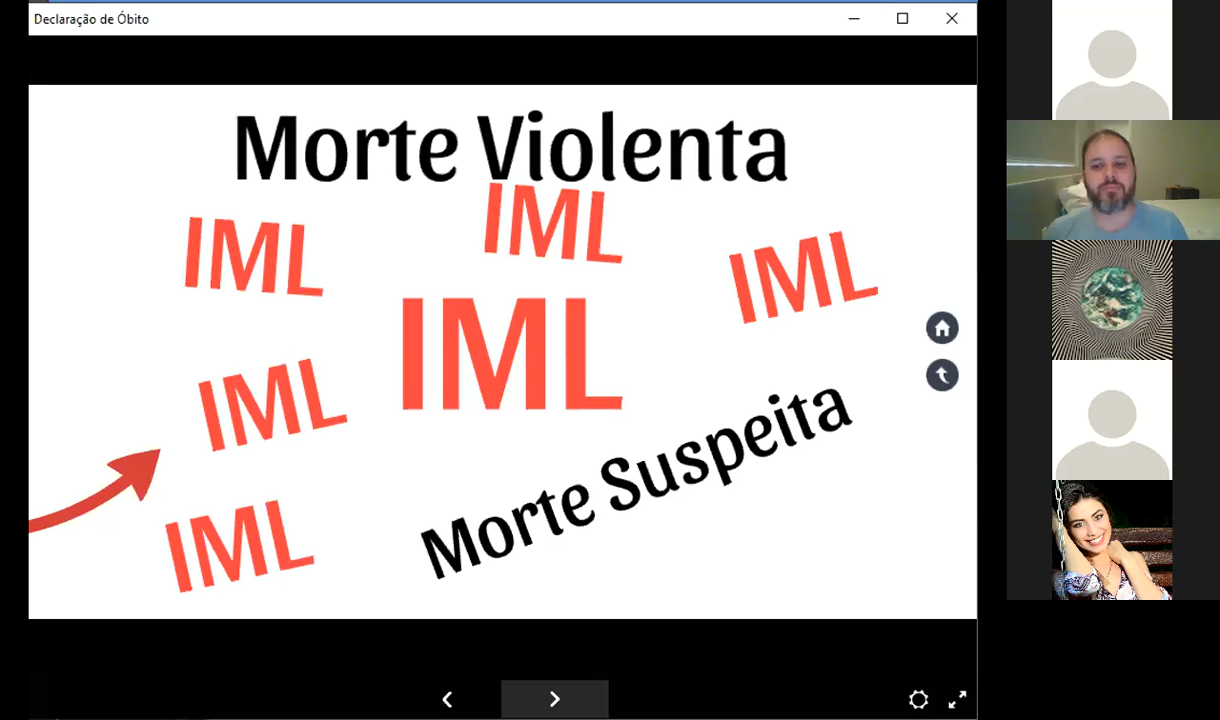 Declaração de Óbito
Morte Violenta
IML
IML
IML
IML
IML
Morte Suspeita
IML